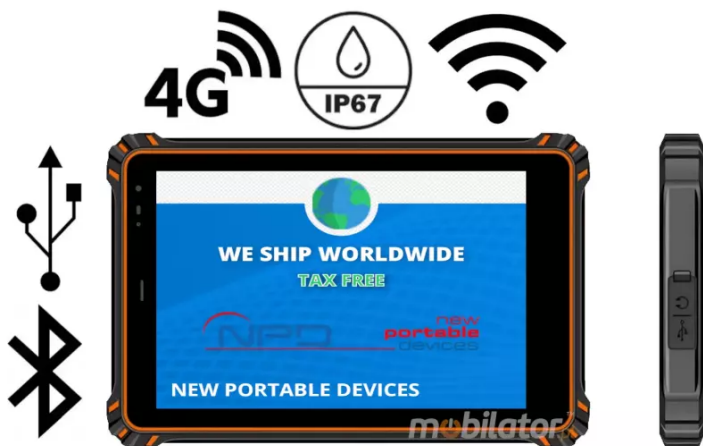 4G
IP67
WE SHIP WORLDWIDE
TAX FREE
NPD
new
portable
devices
NEW PORTABLE DEVICES
mobilator